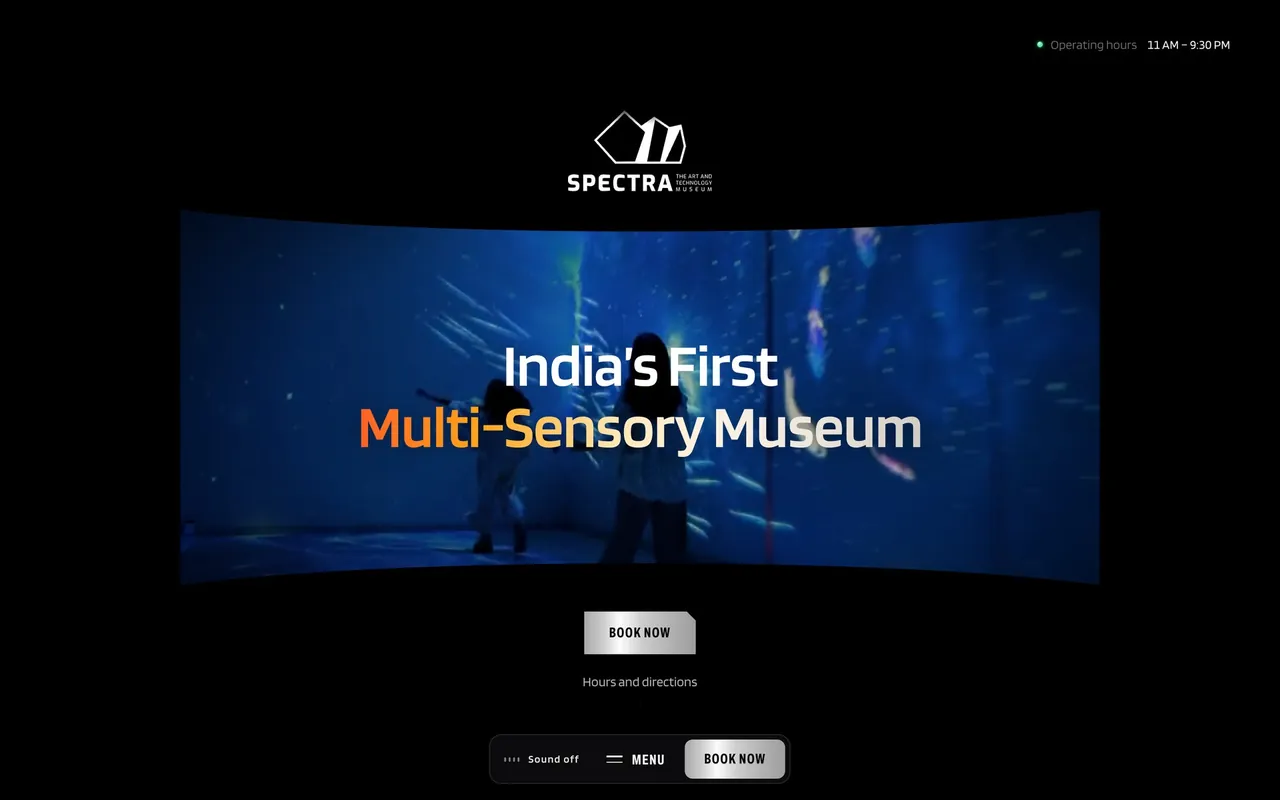 Operating hours 11 AM – 9:30 PM
SPECTRA
THE ART AND
TECHNOLOGY
MUSEUM
India's First
Multi-Sensory Museum
BOOK NOW
Hours and directions
Sound off
MENU
BOOK NOW